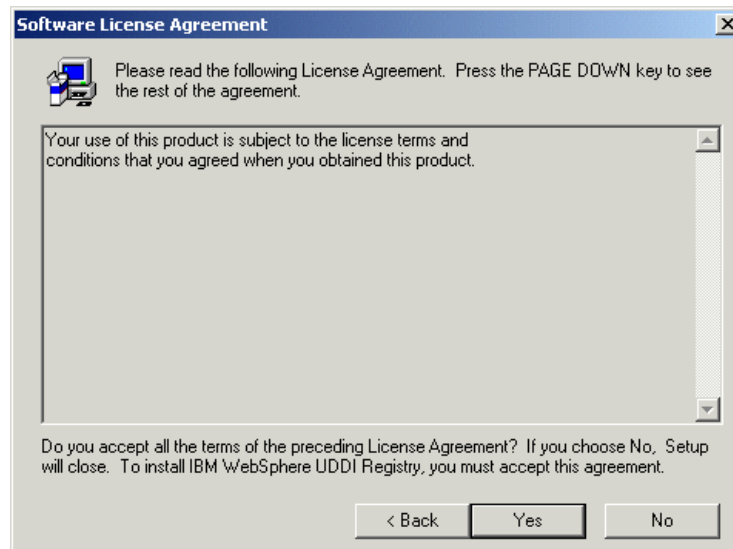 Software License Agreement
Please read the following License Agreement. Press the PAGE DOWN key to see
the rest of the agreement.
Your use of this product is subject to the license terms and
conditions that you agreed when you obtained this product.
Do you accept all the terms of the preceding License Agreement? If you choose No, Setup
will close. To install IBM WebSphere UDDI Registry, you must accept this agreement.
< Back Yes No